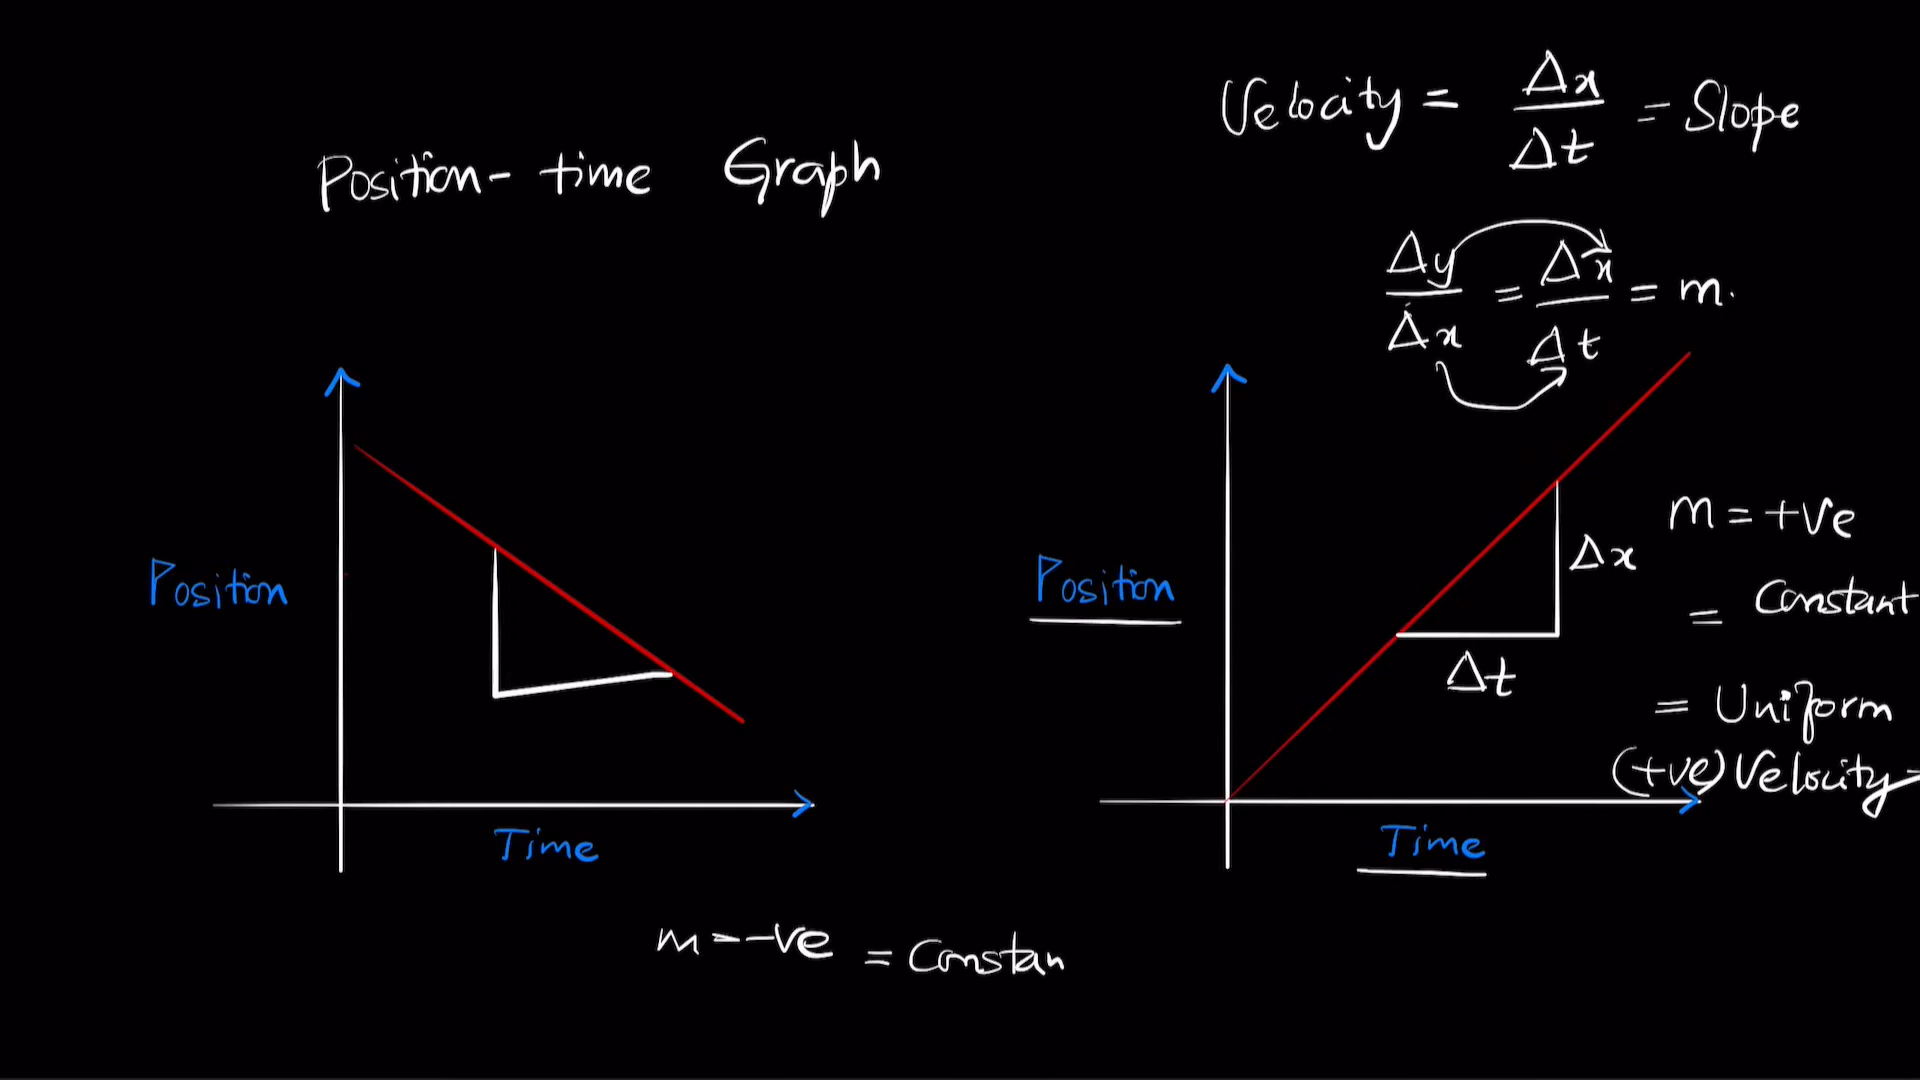 Velocity = Δx/Δt = Slope
Position- time Graph
Δy/Δx = Δx/Δt = m.
Position
Time
m = -ve = Constan
Position
Δx
Δt
Time
m = +ve
= Constant
= Uniform
(+ve) Velocity